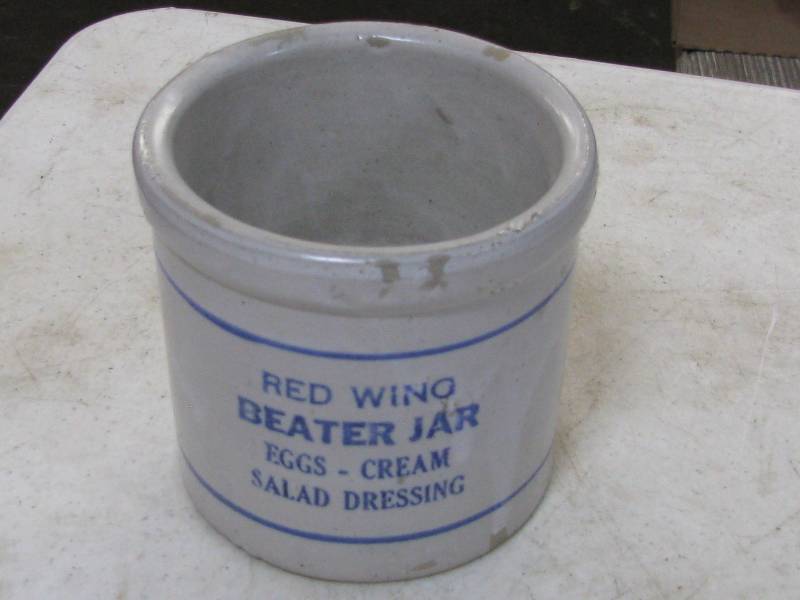 RED WING
BEATER JAR
EGGS - CREAM
SALAD DRESSING